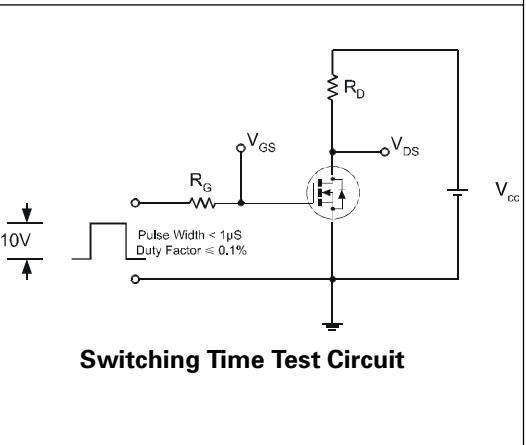 R_D
V_GS
V_DS
R_G
V_cc
10V
Pulse Width < 1µS
Duty Factor ≤ 0.1%
Switching Time Test Circuit